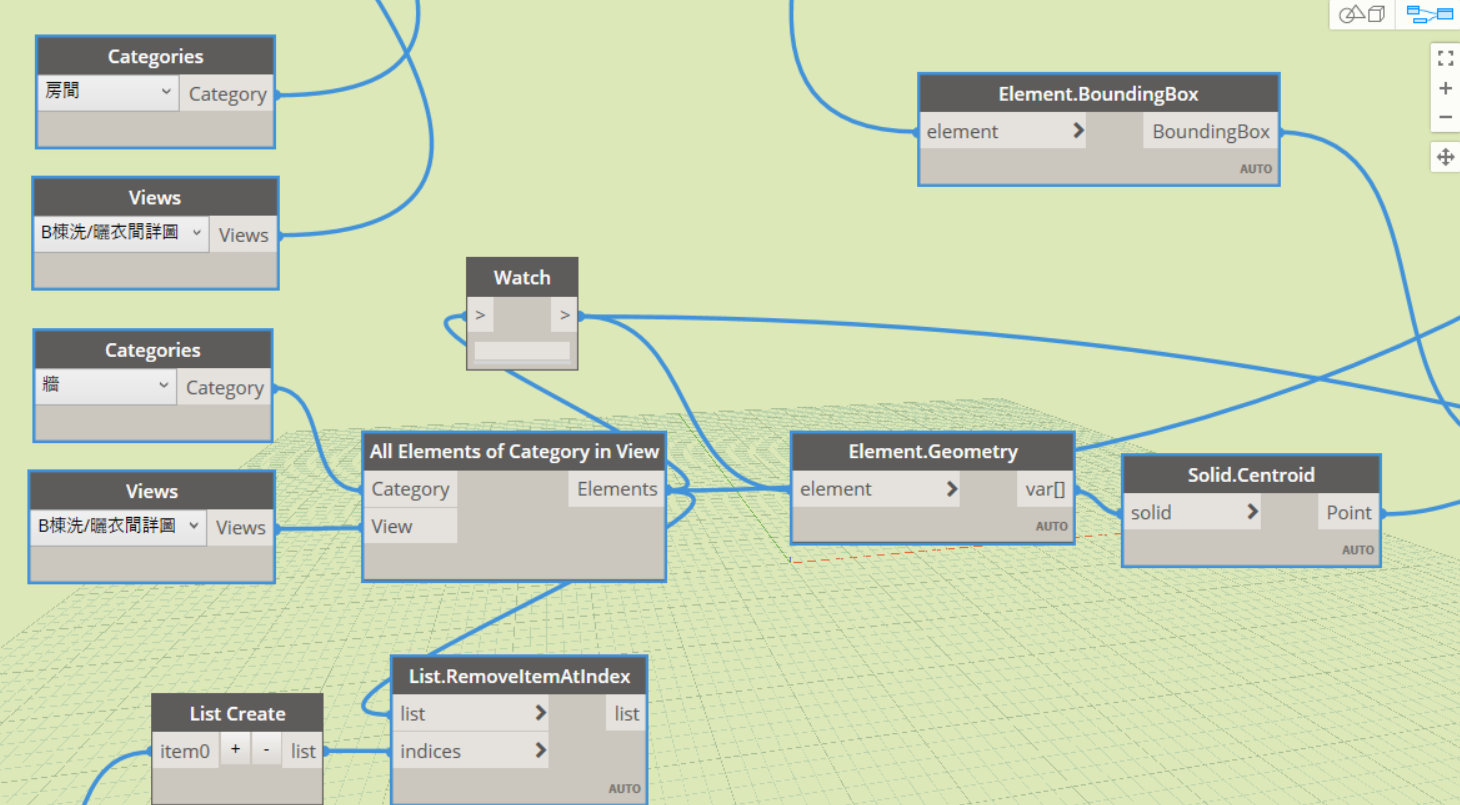 Categories
房間
Category
Views
B棟洗/曬衣間詳圖
Views
Categories
牆
Category
Views
B棟洗/曬衣間詳圖
Views
Watch
>
>
All Elements of Category in View
Category
Elements
View
Element.BoundingBox
element
BoundingBox
AUTO
Element.Geometry
element
var[]
AUTO
Solid.Centroid
solid
Point
AUTO
List Create
item0
+
-
list
List.RemoveItemAtIndex
list
list
indices
AUTO